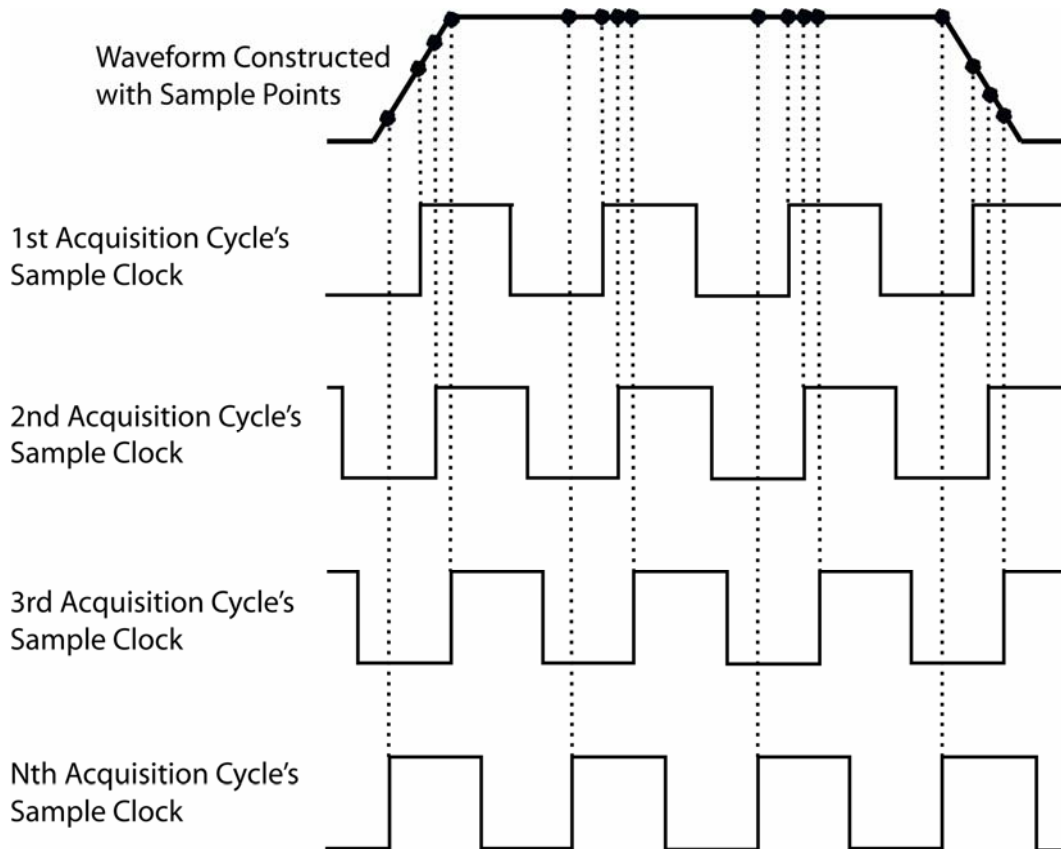 Waveform Constructed
with Sample Points
1st Acquisition Cycle’s
Sample Clock
2nd Acquisition Cycle’s
Sample Clock
3rd Acquisition Cycle’s
Sample Clock
Nth Acquisition Cycle’s
Sample Clock